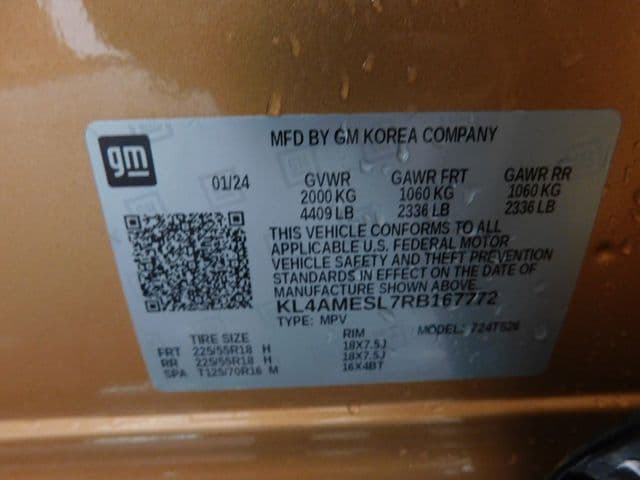 gm
MFD BY GM KOREA COMPANY
01/24 GVWR GAWR FRT GAWR RR
2000 KG 1060 KG 1060 KG
4409 LB 2336 LB 2336 LB
THIS VEHICLE CONFORMS TO ALL
APPLICABLE U.S. FEDERAL MOTOR
VEHICLE SAFETY AND THEFT PREVENTION
STANDARDS IN EFFECT ON THE DATE OF
MANUFACTURE SHOWN ABOVE.
KL4AMESL7RB167772
TYPE: MPV MODEL: 724TS26
TIRE SIZE RIM
FRT 225/55R18 H 18X7.5J
RR 225/55R18 H 18X7.5J
SPA T125/70R16 M 16X4BT